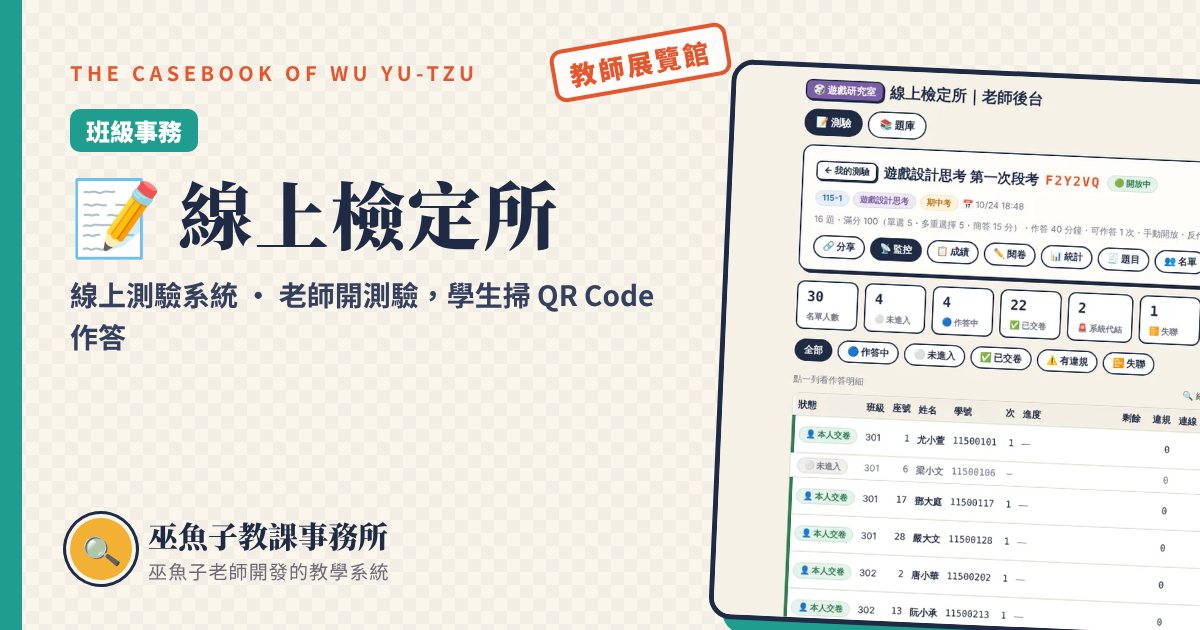 THE CASEBOOK OF WU YU-TZU
教師展覽館
班級事務
線上檢定所
線上測驗系統 · 老師開測驗，學生掃 QR Code
作答
巫魚子教課事務所
巫魚子老師開發的教學系統
遊戲研究室 線上檢定所｜老師後台
測驗 題庫
← 我的測驗 遊戲設計思考 第一次段考 F2Y2VQ 開放中
115-1 遊戲設計思考 期中考 10/24 18:48
16 題・滿分 100（單選 5・多重選擇 5・簡答 15 分）・作答 40 分鐘・可作答 1 次・手動開放・反
分享 監控 成績 閱卷 統計 題目 名單
30 4 4 22 2 1
名單人數 未進入 作答中 已交卷 系統代結 失聯
全部 作答中 未進入 已交卷 有違規 失聯
點一列看作答明細
狀態 班級 座號 姓名 學號 次 進度 剩餘 違規 連線
本人交卷 301 1 尤小萱 11500101 1 — 0
未進入 301 6 梁小文 11500106 — 0
本人交卷 301 17 鄧大庭 11500117 1 — 0
本人交卷 301 28 嚴大文 11500128 1 — 0
本人交卷 302 2 唐小華 11500202 1 — 0
本人交卷 302 13 阮小承 11500213 1 — 0